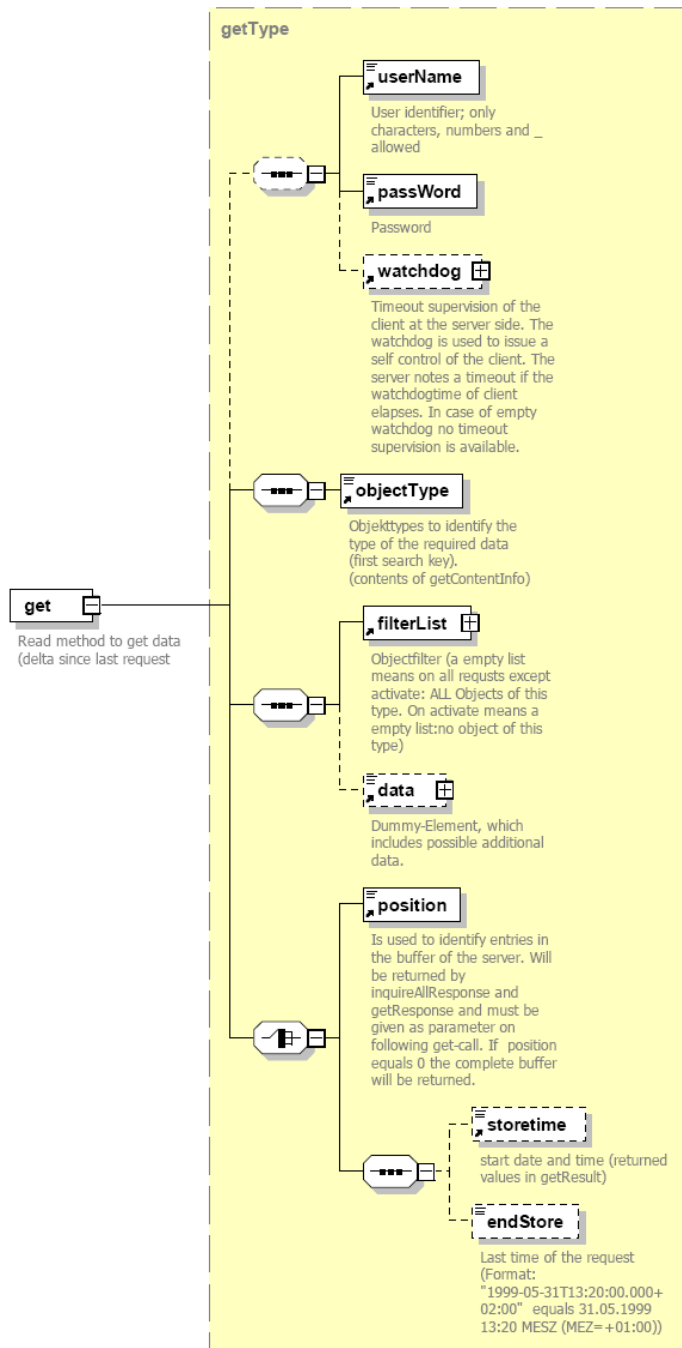 getType
userName
User identifier; only
characters, numbers and _
allowed
passWord
Password
watchdog
Timeout supervision of the
client at the server side. The
watchdog is used to issue a
self control of the client. The
server notes a timeout if the
watchdogtime of client
elapses. In case of empty
watchdog no timeout
supervision is available.
objectType
Objekttypes to identify the
type of the required data
(first search key).
(contents of getContentInfo)
get
Read method to get data
(delta since last request
filterList
Objectfilter (a empty list
means on all requsts except
activate: ALL Objects of this
type. On activate means a
empty list:no object of this
type)
data
Dummy-Element, which
includes possible additional
data.
position
Is used to identify entries in
the buffer of the server. Will
be returned by
inquireAllResponse and
getResponse and must be
given as parameter on
following get-call. If  position
equals 0 the complete buffer
will be returned.
storetime
start date and time (returned
values in getResult)
endStore
Last time of the request
(Format:
"1999-05-31T13:20:00.000+
02:00"  equals 31.05.1999
13:20 MESZ (MEZ=+01:00))